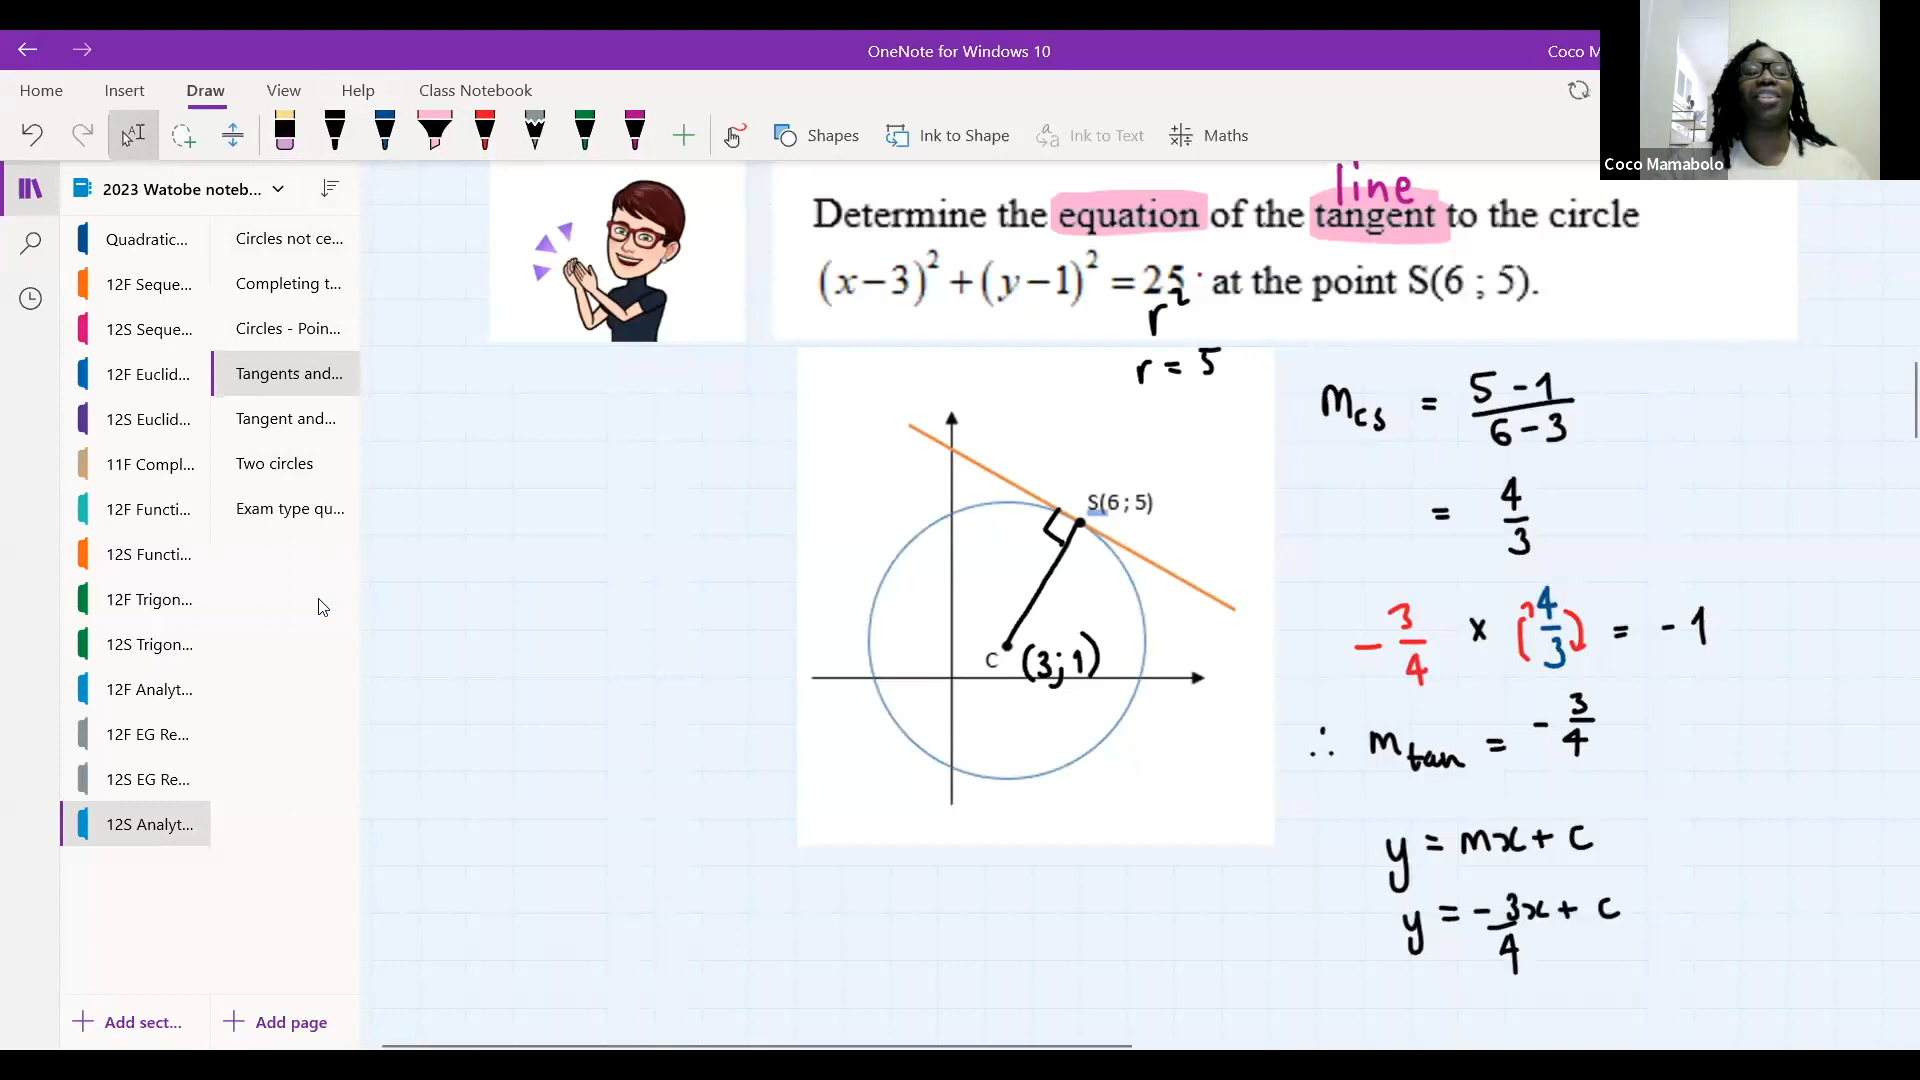 OneNote for Windows 10
Coco M
Home Insert Draw View Help Class Notebook
Shapes Ink to Shape Ink to Text Maths
Coco Mamabolo
2023 Watobe noteb...
Quadratic...
12F Seque...
12S Seque...
12F Euclid...
12S Euclid...
11F Compl...
12F Functi...
12S Functi...
12F Trigon...
12S Trigon...
12F Analyt...
12F EG Re...
12S EG Re...
12S Analyt...
Add sect...
Circles not ce...
Completing t...
Circles - Poin...
Tangents and...
Tangent and...
Two circles
Exam type qu...
Add page
line
Determine the equation of the tangent to the circle
(x−3)² + (y−1)² = 25 at the point S(6 ; 5).
r²
r = 5
S(6 ; 5)
C (3;1)
m_cs = (5-1)/(6-3)
= 4/3
-3/4 × (4/3) = -1
∴ m_tan = -3/4
y = mx + c
y = -3/4x + c